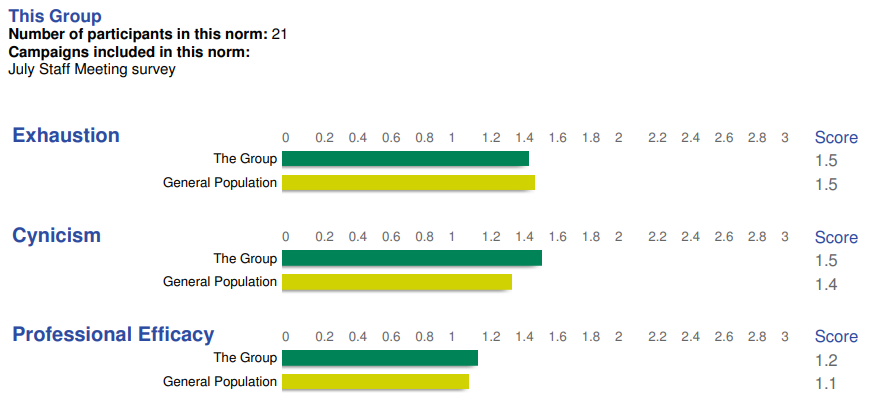 This Group
Number of participants in this norm: 21
Campaigns included in this norm:
July Staff Meeting survey
Exhaustion 0 0.2 0.4 0.6 0.8 1 1.2 1.4 1.6 1.8 2 2.2 2.4 2.6 2.8 3 Score
The Group 1.5
General Population 1.5
Cynicism 0 0.2 0.4 0.6 0.8 1 1.2 1.4 1.6 1.8 2 2.2 2.4 2.6 2.8 3 Score
The Group 1.5
General Population 1.4
Professional Efficacy 0 0.2 0.4 0.6 0.8 1 1.2 1.4 1.6 1.8 2 2.2 2.4 2.6 2.8 3 Score
The Group 1.2
General Population 1.1